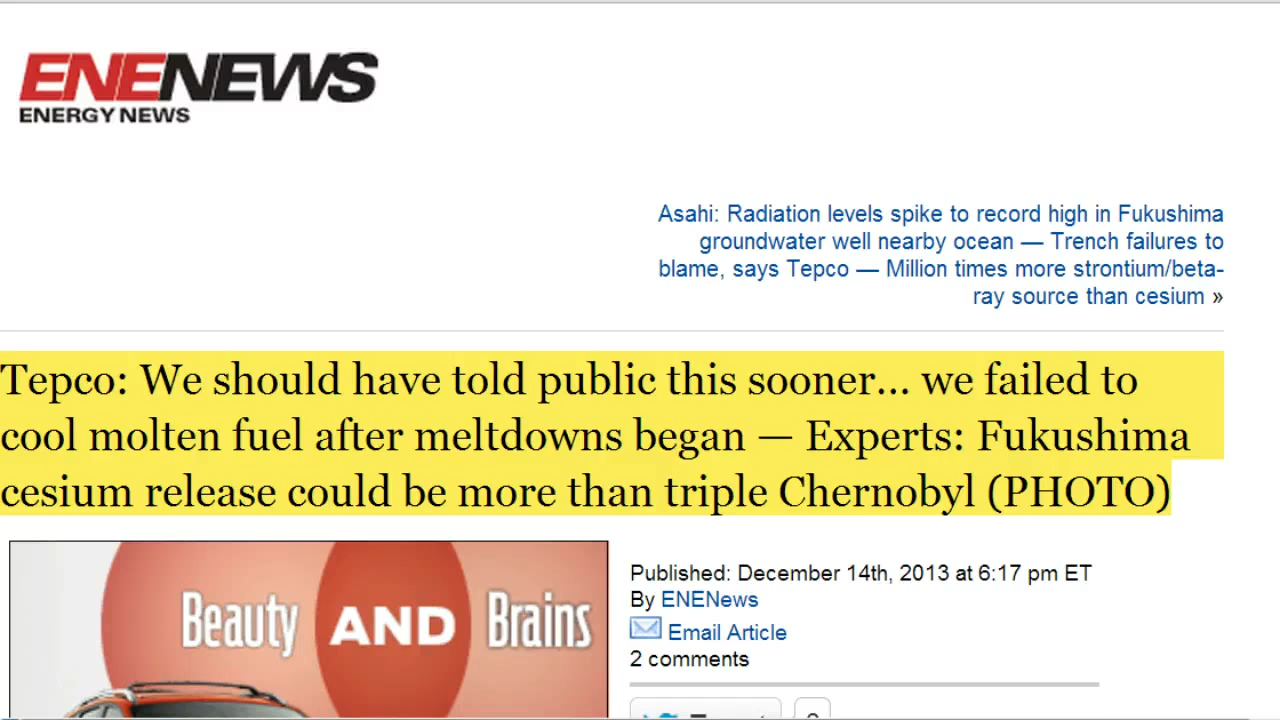 ENENEWS
ENERGY NEWS
Asahi: Radiation levels spike to record high in Fukushima
groundwater well nearby ocean — Trench failures to
blame, says Tepco — Million times more strontium/beta-
ray source than cesium »
Tepco: We should have told public this sooner... we failed to
cool molten fuel after meltdowns began — Experts: Fukushima
cesium release could be more than triple Chernobyl (PHOTO)
Beauty AND Brains
Published: December 14th, 2013 at 6:17 pm ET
By ENENews
Email Article
2 comments